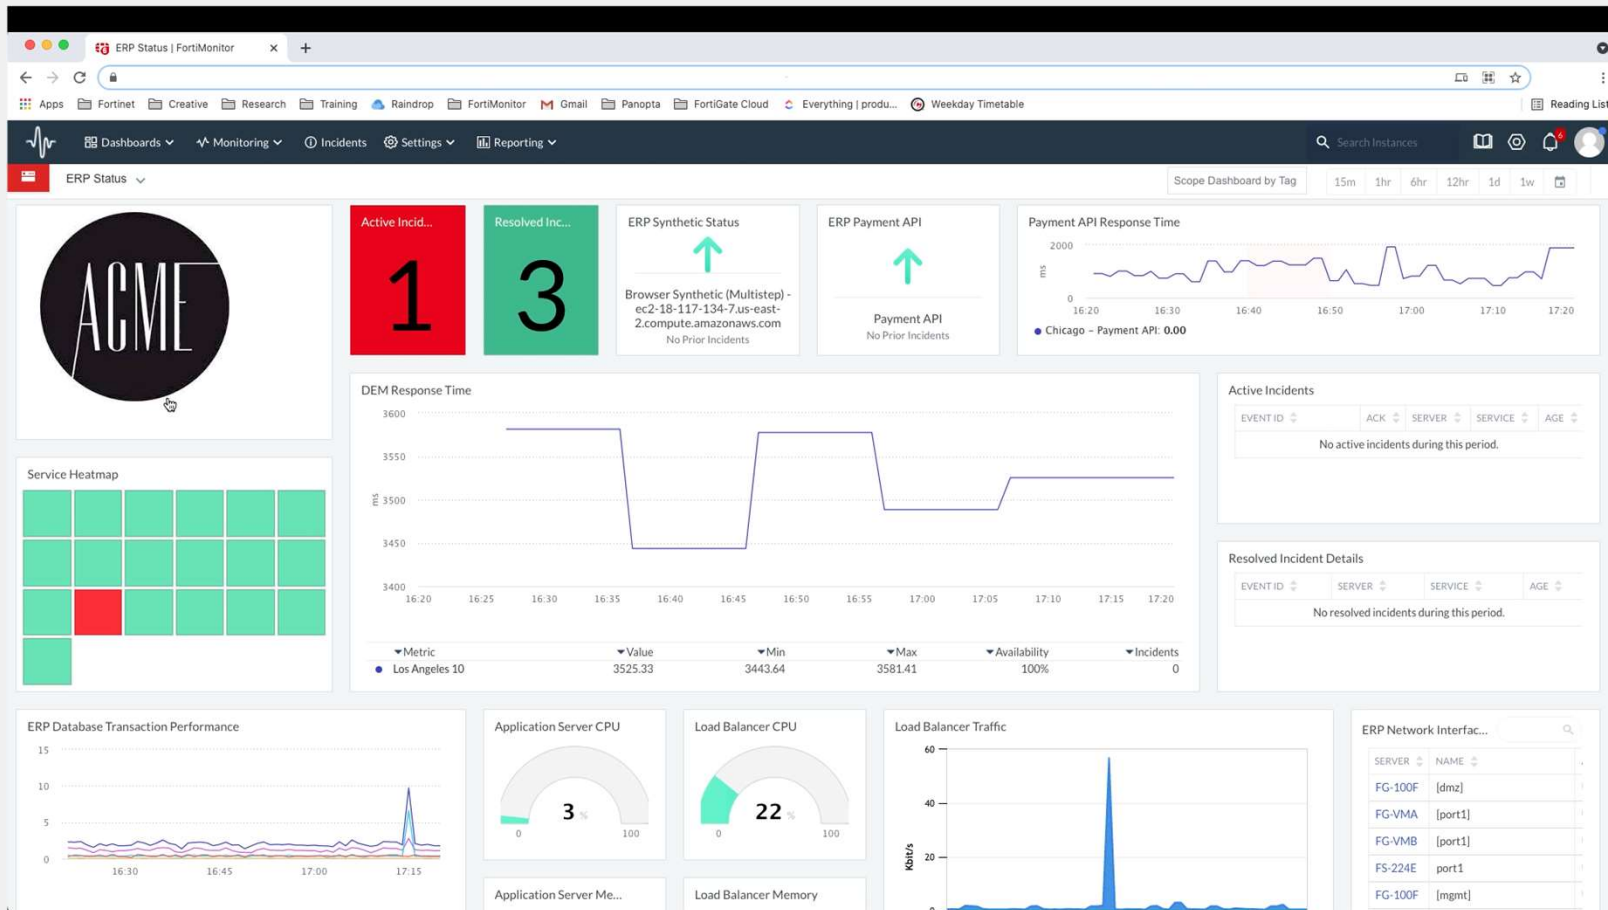 ERP Status | FortiMonitor
Apps Fortinet Creative Research Training Raindrop FortiMonitor Gmail Panopta FortiGate Cloud Everything | produ... Weekday Timetable Reading List
Dashboards Monitoring Incidents Settings Reporting Search Instances 6
ERP Status Scope Dashboard by Tag 15m 1hr 6hr 12hr 1d 1w
ACME
Active Incid...
1
Resolved Inc...
3
ERP Synthetic Status
Browser Synthetic (Multistep) -
ec2-18-117-134-7.us-east-
2.compute.amazonaws.com
No Prior Incidents
ERP Payment API
Payment API
No Prior Incidents
Payment API Response Time
2000
ms
0
16:20 16:30 16:40 16:50 17:00 17:10 17:20
Chicago - Payment API: 0.00
DEM Response Time
3600
3550
ms
3500
3450
3400
16:20 16:25 16:30 16:35 16:40 16:45 16:50 16:55 17:00 17:05 17:10 17:15 17:20
Metric Value Min Max Availability Incidents
Los Angeles 10 3525.33 3443.64 3581.41 100% 0
Active Incidents
EVENT ID ACK SERVER SERVICE AGE
No active incidents during this period.
Service Heatmap
Resolved Incident Details
EVENT ID SERVER SERVICE AGE
No resolved incidents during this period.
ERP Database Transaction Performance
15
10
5
0
16:30 16:45 17:00 17:15
Application Server CPU
3 %
0 100
Load Balancer CPU
22 %
0 100
Load Balancer Traffic
60
40
Kbit/s
20
0
ERP Network Interfac...
SERVER NAME
FG-100F [dmz]
FG-VMA [port1]
FG-VMB [port1]
FS-224E port1
FG-100F [mgmt]
Application Server Me...
Load Balancer Memory